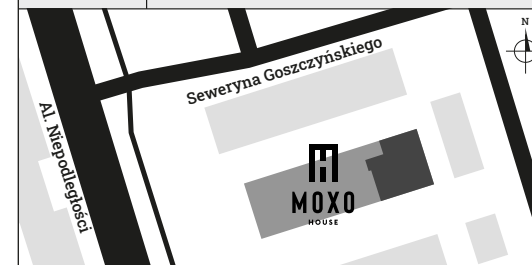 N
Seweryna Goszczyńskiego
Al. Niepodległości
MOXO
HOUSE